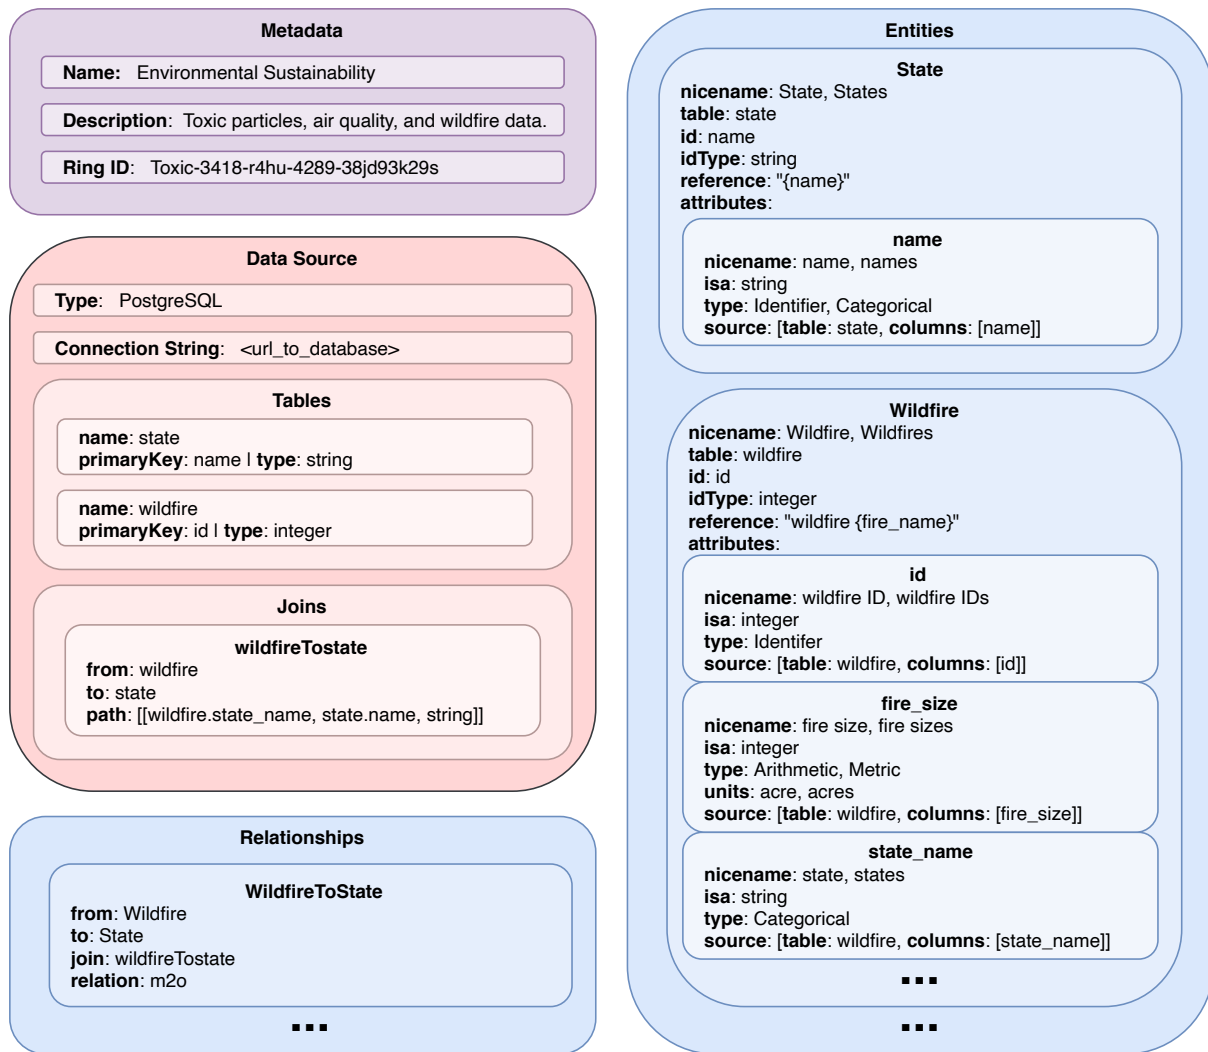 Metadata
Name: Environmental Sustainability
Description: Toxic particles, air quality, and wildfire data.
Ring ID: Toxic-3418-r4hu-4289-38jd93k29s
Data Source
Type: PostgreSQL
Connection String: <url_to_database>
Tables
name: state
primaryKey: name | type: string
name: wildfire
primaryKey: id | type: integer
Joins
wildfireTostate
from: wildfire
to: state
path: [[wildfire.state_name, state.name, string]]
Relationships
WildfireToState
from: Wildfire
to: State
join: wildfireTostate
relation: m2o
...
Entities
State
nicename: State, States
table: state
id: name
idType: string
reference: "{name}"
attributes:
name
nicename: name, names
isa: string
type: Identifier, Categorical
source: [table: state, columns: [name]]
Wildfire
nicename: Wildfire, Wildfires
table: wildfire
id: id
idType: integer
reference: "wildfire {fire_name}"
attributes:
id
nicename: wildfire ID, wildfire IDs
isa: integer
type: Identifer
source: [table: wildfire, columns: [id]]
fire_size
nicename: fire size, fire sizes
isa: integer
type: Arithmetic, Metric
units: acre, acres
source: [table: wildfire, columns: [fire_size]]
state_name
nicename: state, states
isa: string
type: Categorical
source: [table: wildfire, columns: [state_name]]
...
...